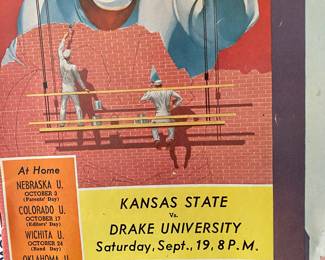 At Home
NEBRASKA U.
OCTOBER 3
(Parents' Day)
COLORADO U.
OCTOBER 17
(Editors' Day)
WICHITA U.
OCTOBER 24
(Band Day)
OKLAHOMA U.
KANSAS STATE
Vs.
DRAKE UNIVERSITY
Saturday, Sept., 19, 8 P.M.